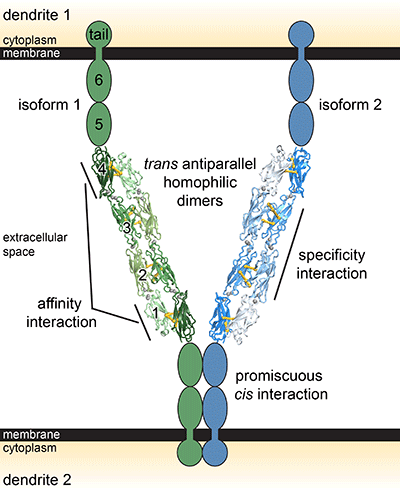 dendrite 1
cytoplasm
membrane
tail
6
isoform 1
isoform 2
5
4
trans antiparallel
homophilic
dimers
3
extracellular
space
specificity
interaction
2
affinity
interaction
1
promiscuous
cis interaction
membrane
cytoplasm
dendrite 2